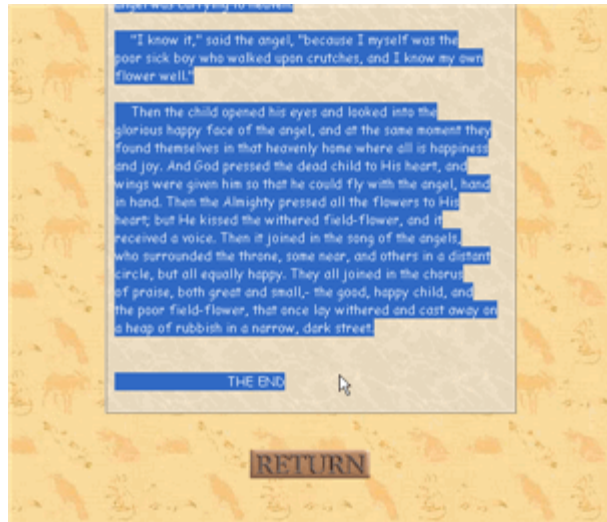 angel was carrying to heaven.
"I know it," said the angel, "because I myself was the
poor sick boy who walked upon crutches, and I know my own
flower well."
Then the child opened his eyes and looked into the
glorious happy face of the angel, and at the same moment they
found themselves in that heavenly home where all is happiness
and joy. And God pressed the dead child to His heart, and
wings were given him so that he could fly with the angel, hand
in hand. Then the Almighty pressed all the flowers to His
heart; but He kissed the withered field-flower, and it
received a voice. Then it joined in the song of the angels,
who surrounded the throne, some near, and others in a distant
circle, but all equally happy. They all joined in the chorus
of praise, both great and small,- the good, happy child, and
the poor field-flower, that once lay withered and cast away on
a heap of rubbish in a narrow, dark street.
THE END
RETURN